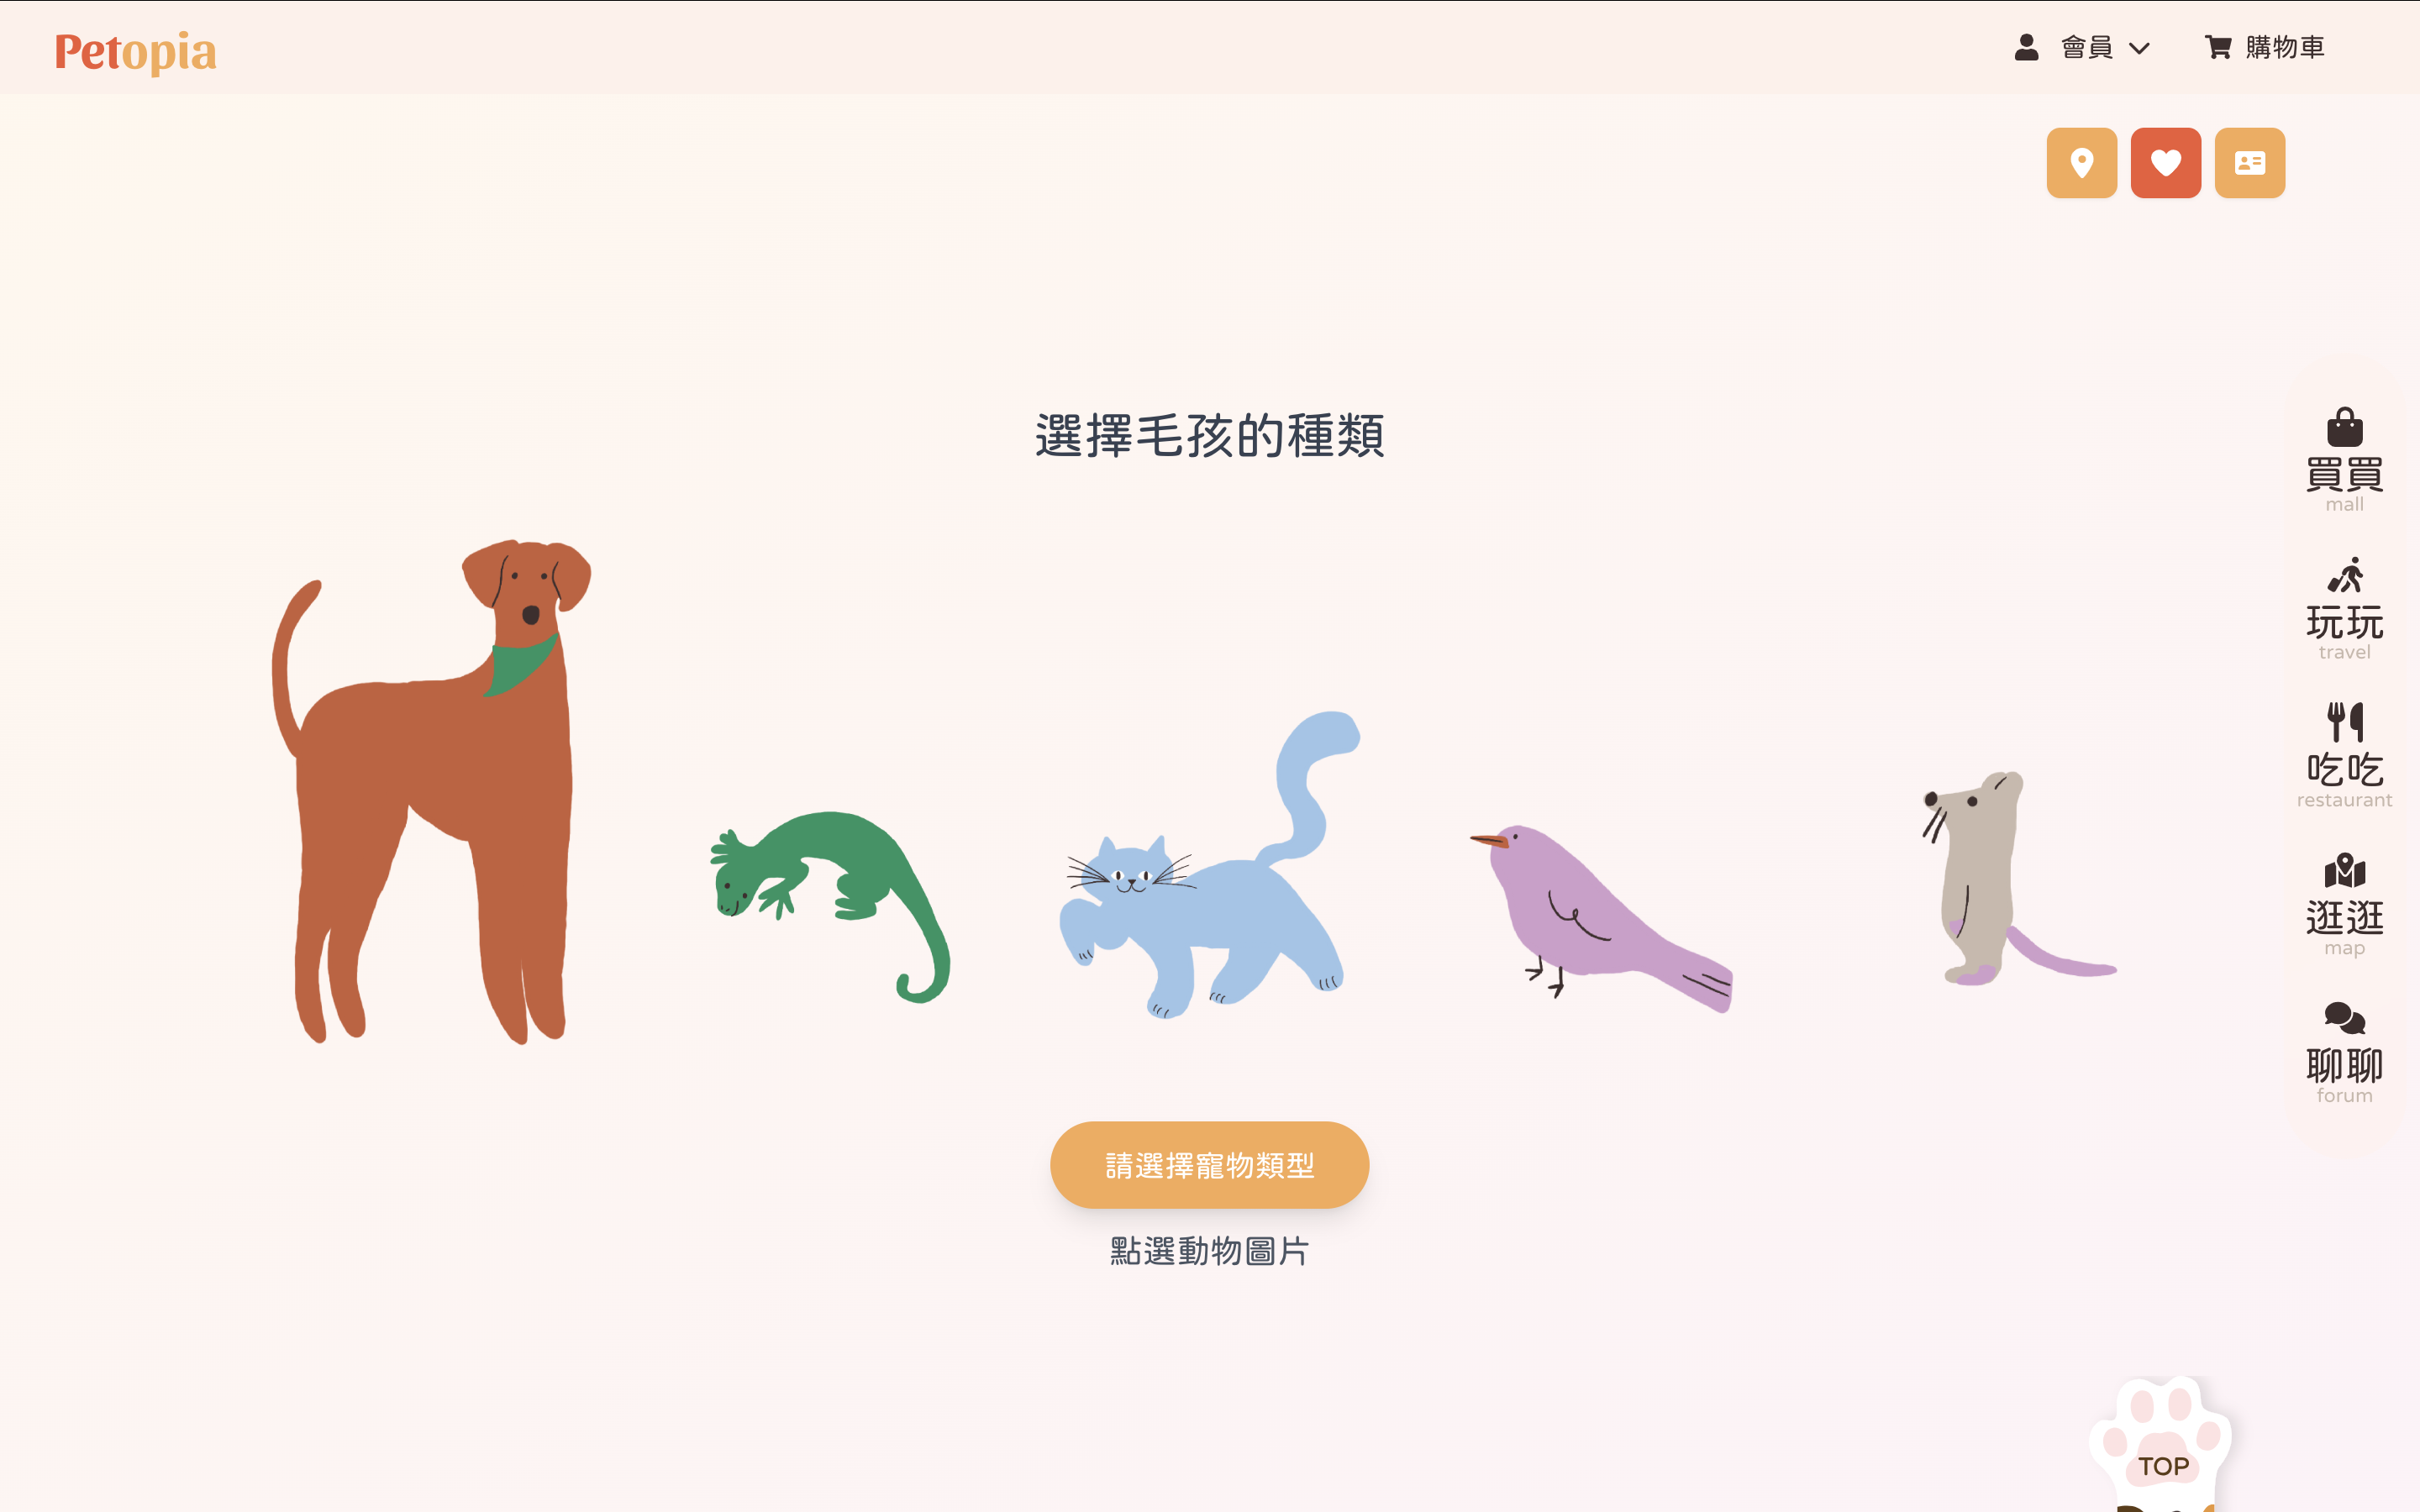 Petopia
會員
購物車
選擇毛孩的種類
買買
mall
玩玩
travel
吃吃
restaurant
逛逛
map
聊聊
forum
請選擇寵物類型
點選動物圖片
TOP